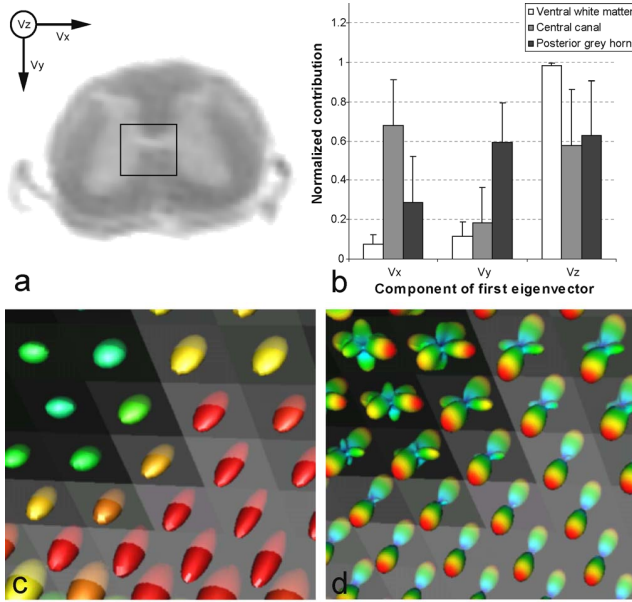 Vz
Vx
Vy
a
Normalized contribution
1.2
1
0.8
0.6
0.4
0.2
0
Ventral white matter
Central canal
Posterior grey horn
Vx
Vy
Vz
Component of first eigenvector
b
c
d